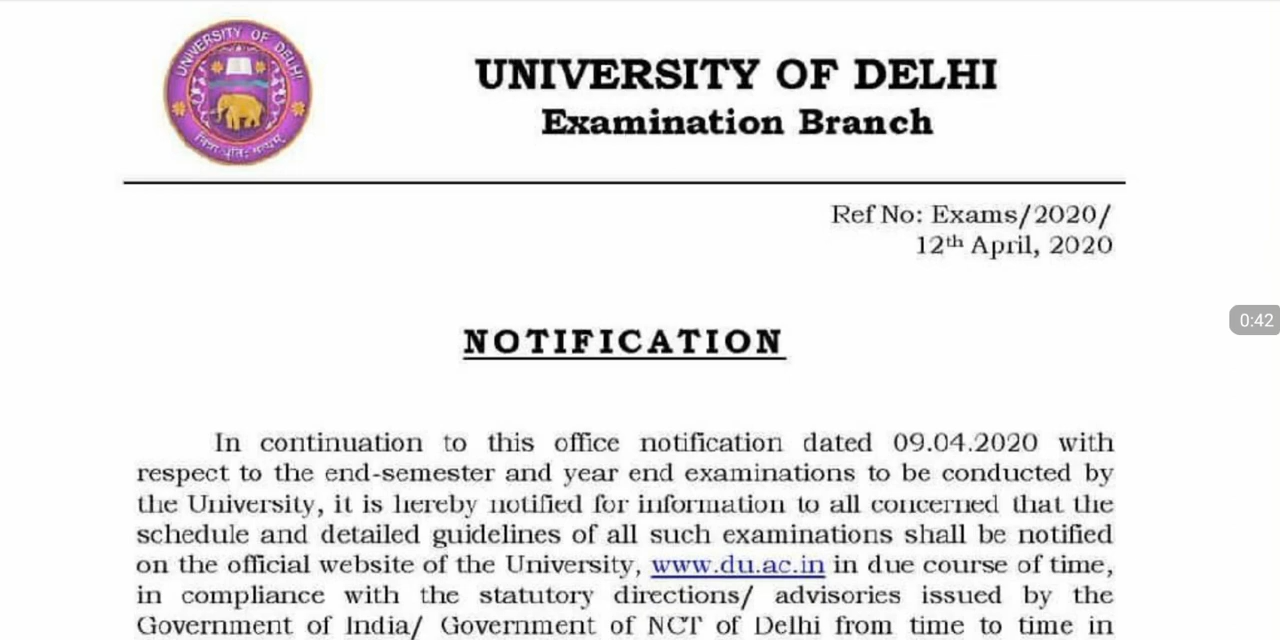 UNIVERSITY OF DELHI
UNIVERSITY OF DELHI
Examination Branch
Ref No: Exams/2020/
12th April, 2020
NOTIFICATION
0:42
In continuation to this office notification dated 09.04.2020 with
respect to the end-semester and year end examinations to be conducted by
the University, it is hereby notified for information to all concerned that the
schedule and detailed guidelines of all such examinations shall be notified
on the official website of the University, www.du.ac.in in due course of time,
in compliance with the statutory directions/ advisories issued by the
Government of India/ Government of NCT of Delhi from time to time in